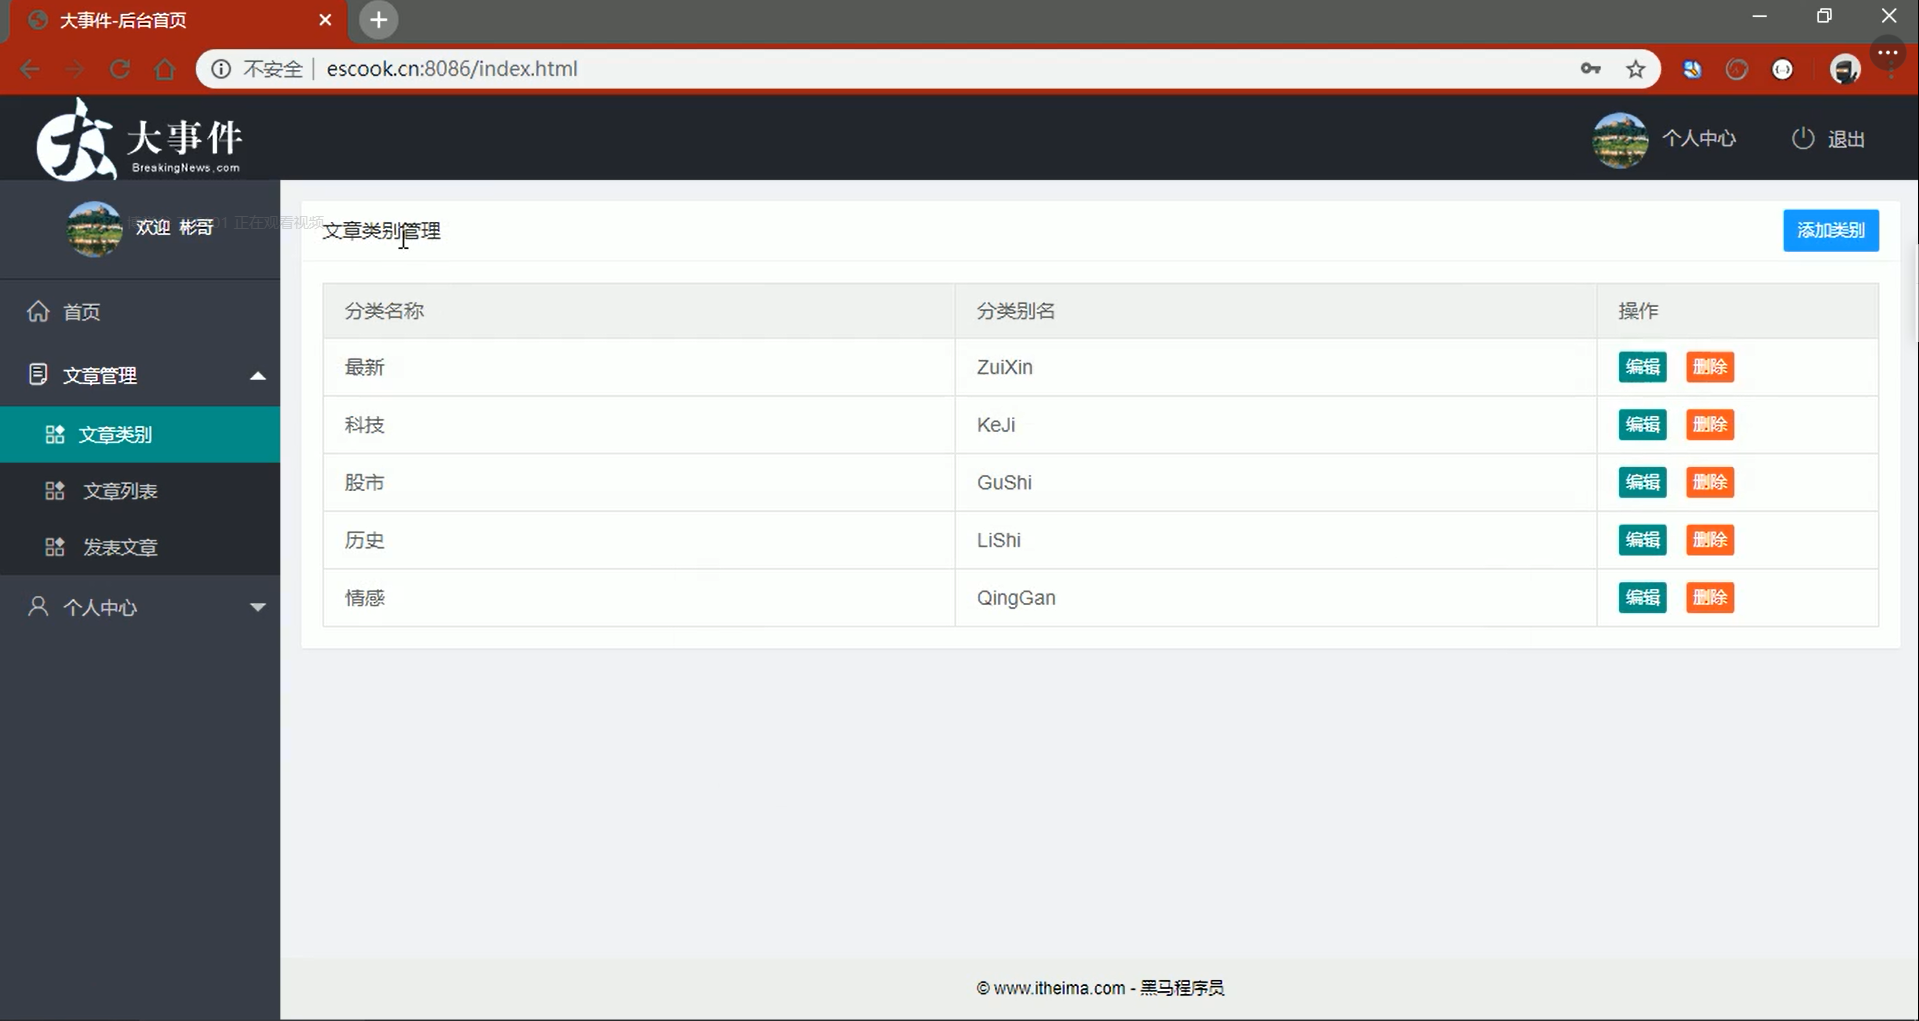 大事件-后台首页
不安全 escook.cn:8086/index.html
大事件
BreakingNews.com
个人中心 退出
欢迎 彬哥
正在观看视频
文章类别管理
添加类别
首页
文章管理
文章类别
文章列表
发表文章
个人中心
分类名称 分类别名 操作
最新 ZuiXin 编辑 删除
科技 KeJi 编辑 删除
股市 GuShi 编辑 删除
历史 LiShi 编辑 删除
情感 QingGan 编辑 删除
© www.itheima.com - 黑马程序员